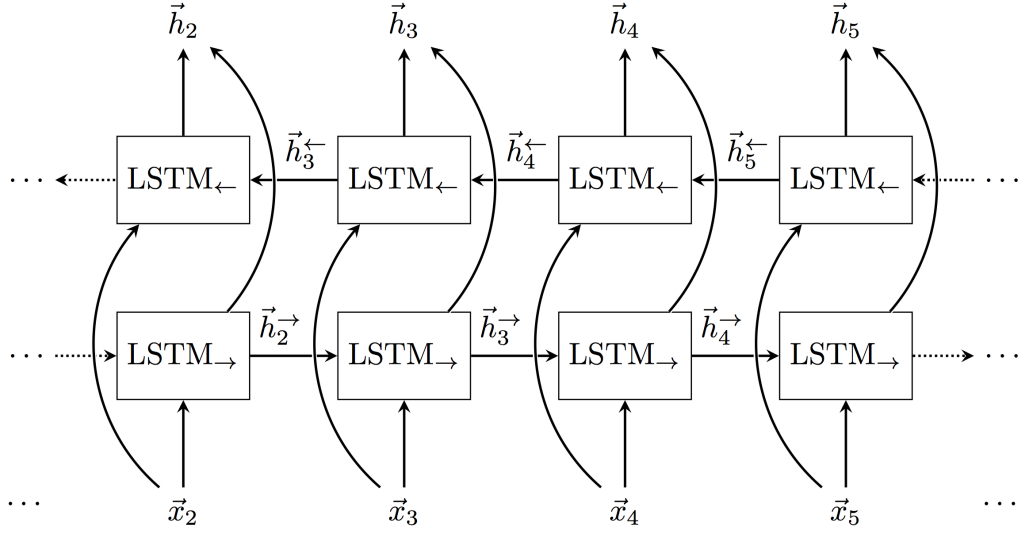 h⃗₂ h⃗₃ h⃗₄ h⃗₅
h⃗₃← h⃗₄← h⃗₅←
··· LSTM← LSTM← LSTM← LSTM← ···
h⃗₂→ h⃗₃→ h⃗₄→
··· LSTM→ LSTM→ LSTM→ LSTM→ ···
··· x⃗₂ x⃗₃ x⃗₄ x⃗₅ ···